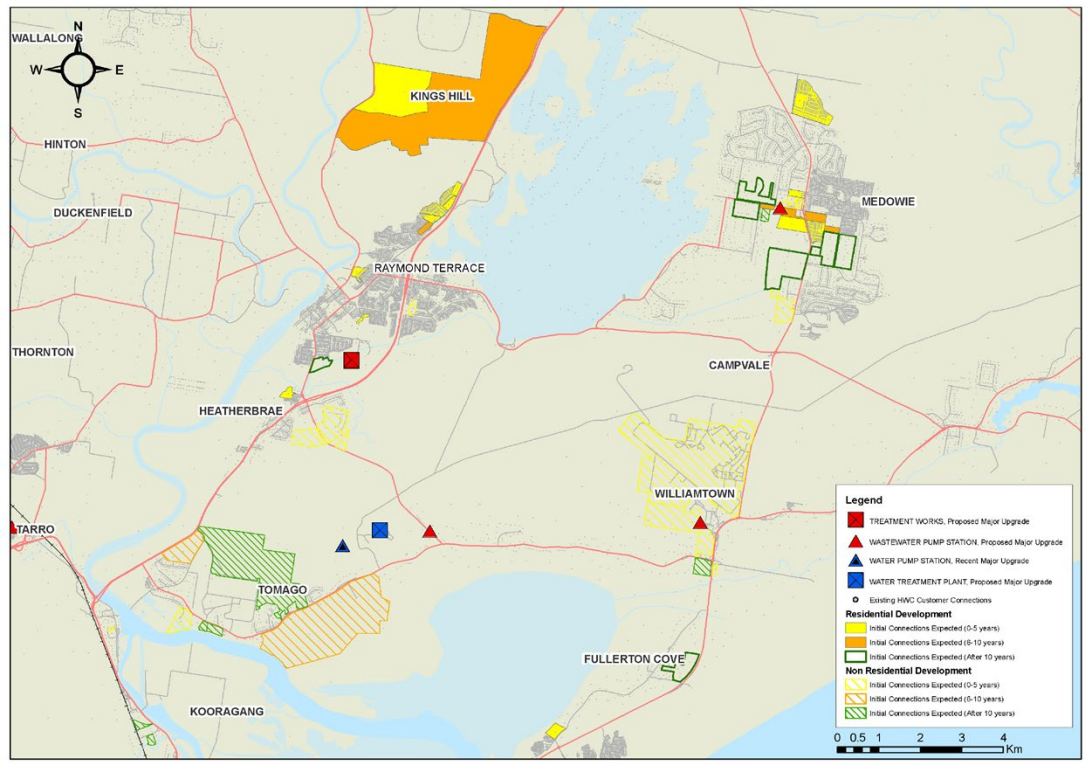 WALLALONG
N
W
E
S
KINGS HILL
HINTON
DUCKENFIELD
MEDOWIE
RAYMOND TERRACE
THORNTON
CAMPVALE
HEATHERBRAE
WILLIAMTOWN
TARRO
TOMAGO
FULLERTON COVE
KOORAGANG
Legend
TREATMENT WORKS, Proposed Major Upgrade
WASTEWATER PUMP STATION, Proposed Major Upgrade
WATER PUMP STATION, Recent Major Upgrade
WATER TREATMENT PLANT, Proposed Major Upgrade
Existing HWC Customer Connections
Residential Development
Initial Connections Expected (0-5 years)
Initial Connections Expected (6-10 years)
Initial Connections Expected (After 10 years)
Non Residential Development
Initial Connections Expected (0-5 years)
Initial Connections Expected (6-10 years)
Initial Connections Expected (After 10 years)
0 0.5 1 2 3 4
Km